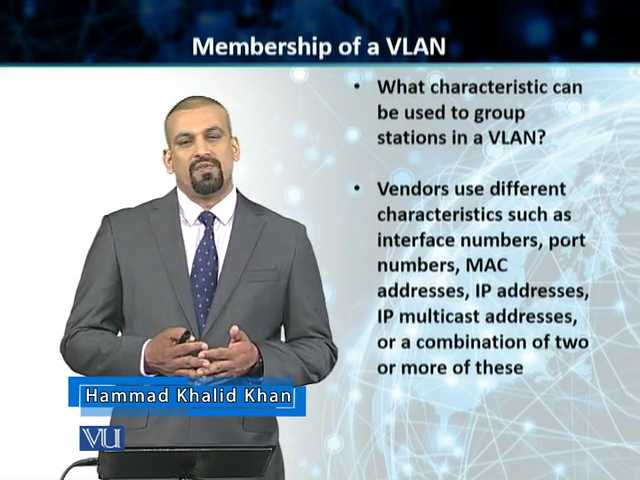 Membership of a VLAN
• What characteristic can
be used to group
stations in a VLAN?
• Vendors use different
characteristics such as
interface numbers, port
numbers, MAC
addresses, IP addresses,
IP multicast addresses,
or a combination of two
or more of these
Hammad Khalid Khan
VU